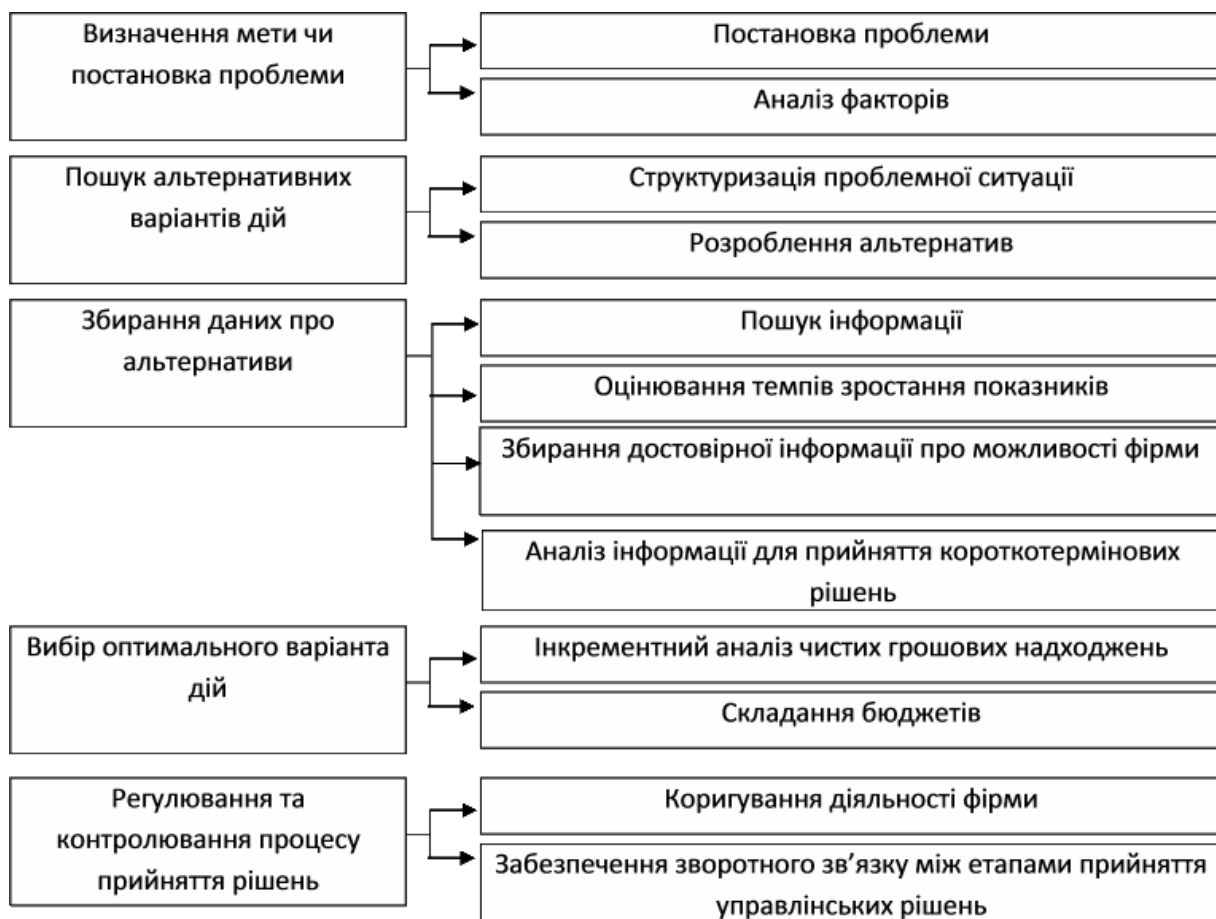 Визначення мети чи
постановка проблеми
Постановка проблеми
Аналіз факторів
Пошук альтернативних
варіантів дій
Структуризація проблемної ситуації
Розроблення альтернатив
Збирання даних про
альтернативи
Пошук інформації
Оцінювання темпів зростання показників
Збирання достовірної інформації про можливості фірми
Аналіз інформації для прийняття короткотермінових
рішень
Вибір оптимального варіанта
дій
Інкрементний аналіз чистих грошових надходжень
Складання бюджетів
Регулювання та
контролювання процесу
прийняття рішень
Коригування діяльності фірми
Забезпечення зворотного зв’язку між етапами прийняття
управлінських рішень